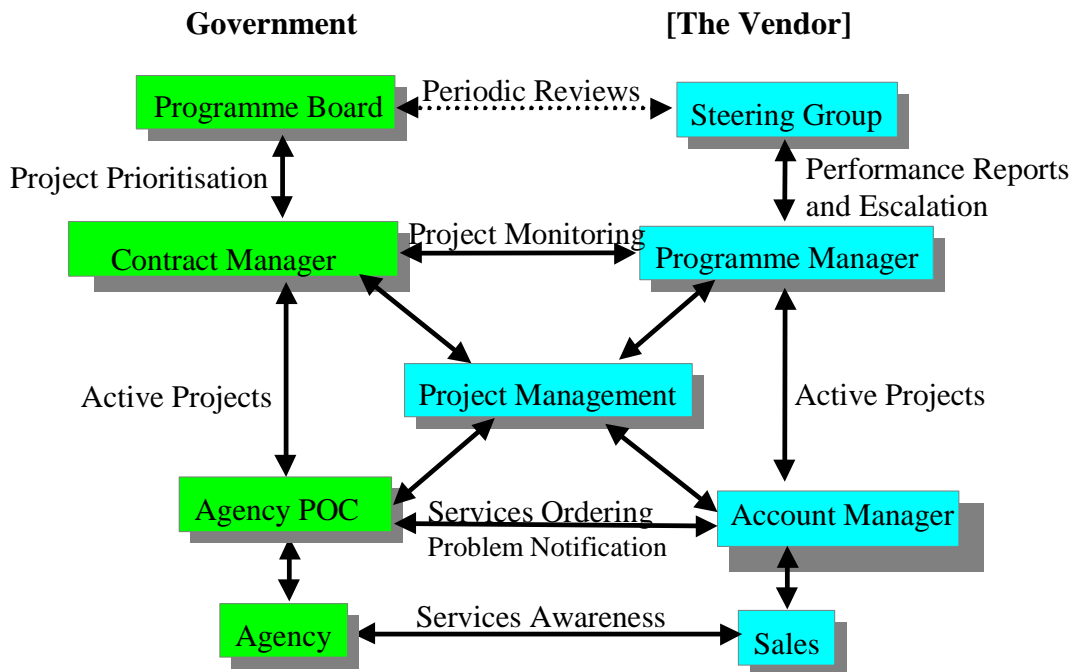 Government
[The Vendor]
Programme Board
Periodic Reviews
Steering Group
Project Prioritisation
Performance Reports
and Escalation
Contract Manager
Project Monitoring
Programme Manager
Project Management
Active Projects
Active Projects
Agency POC
Services Ordering
Problem Notification
Account Manager
Agency
Services Awareness
Sales